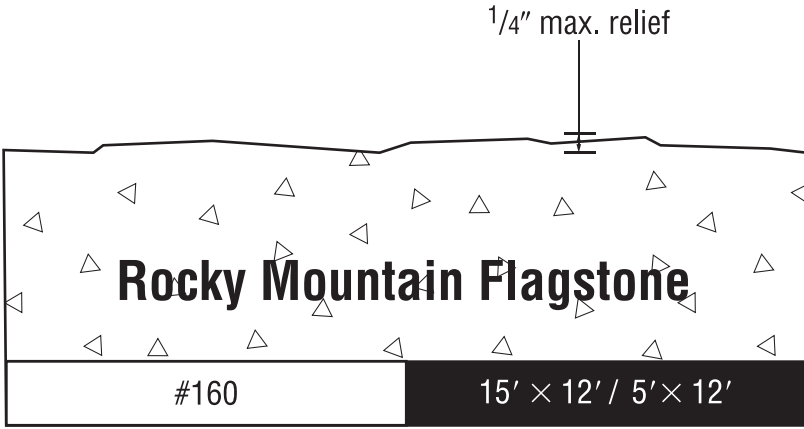 1/4″ max. relief
Rocky Mountain Flagstone
#160
15′ × 12′ / 5′ × 12′